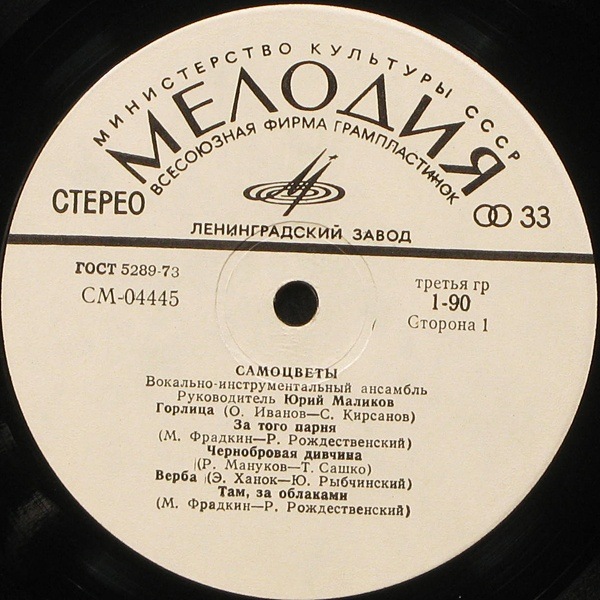 МИНИСТЕРСТВО КУЛЬТУРЫ СССР
МЕЛОДИЯ
ВСЕСОЮЗНАЯ ФИРМА ГРАМПЛАСТИНОК
СТЕРЕО
33
ЛЕНИНГРАДСКИЙ ЗАВОД
ГОСТ 5289-73
СМ-04445
третья гр
1-90
Сторона 1
САМОЦВЕТЫ
Вокально-инструментальный ансамбль
Руководитель Юрий Маликов
Горлица (О. Иванов—С. Кирсанов)
За того парня
(М. Фрадкин—Р. Рождественский)
Чернобровая дивчина
(Р. Мануков—Т. Сашко)
Верба (Э. Ханок—Ю. Рыбчинский)
Там, за облаками
(М. Фрадкин—Р. Рождественский)